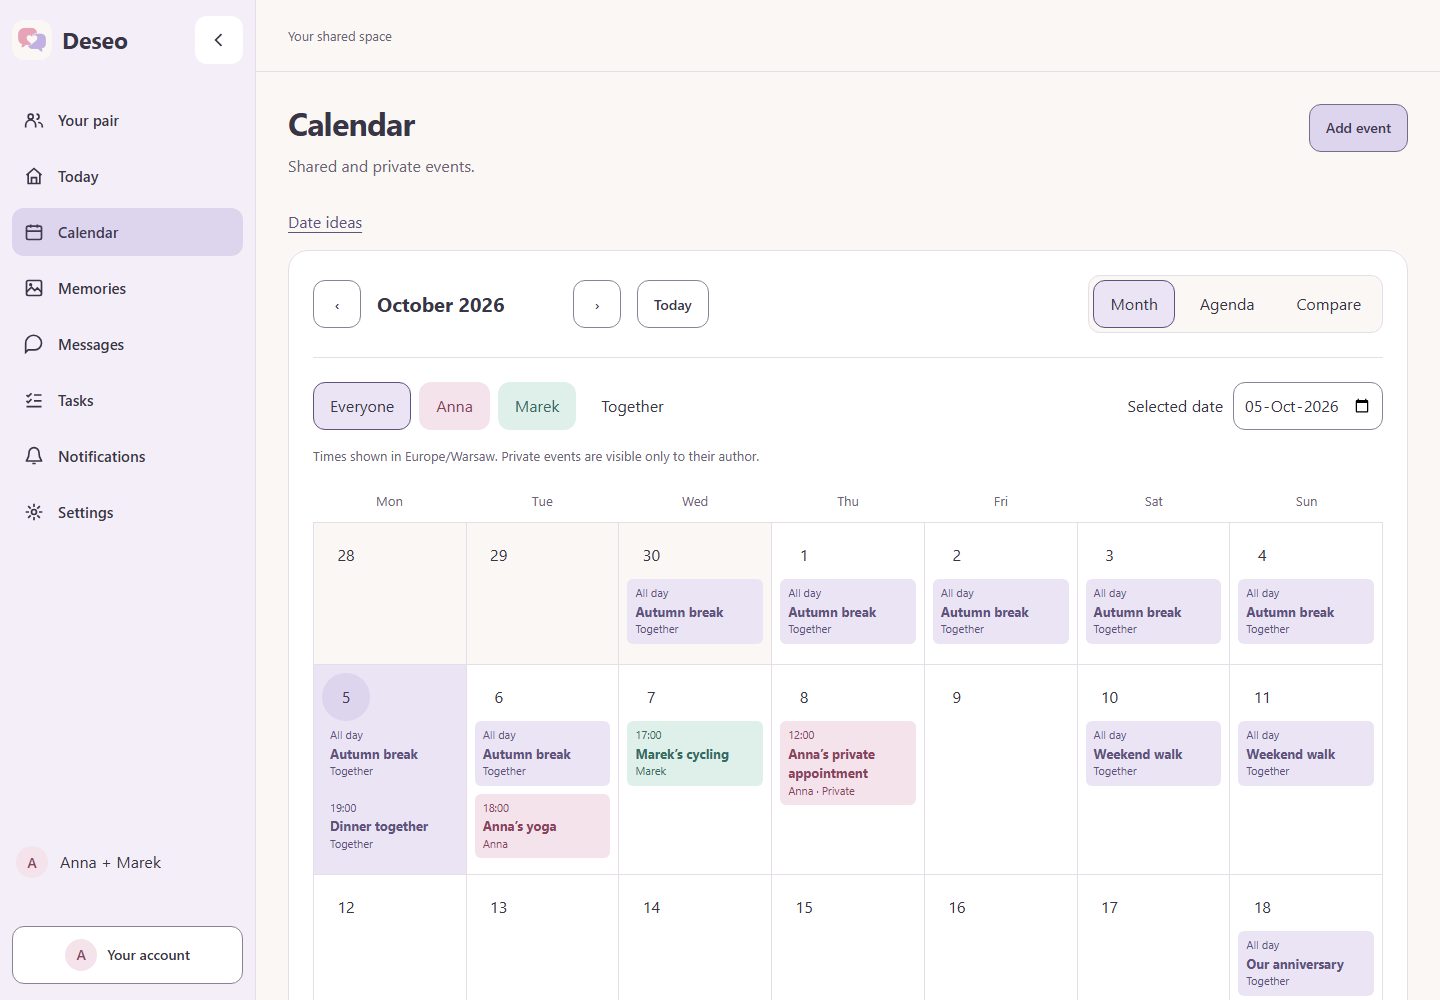 Deseo
Your pair
Today
Calendar
Memories
Messages
Tasks
Notifications
Settings
A Anna + Marek
A Your account
Your shared space
Calendar
Add event
Shared and private events.
Date ideas
‹ October 2026 › Today
Month Agenda Compare
Everyone Anna Marek Together
Selected date 05-Oct-2026
Times shown in Europe/Warsaw. Private events are visible only to their author.
Mon Tue Wed Thu Fri Sat Sun
28
29
30
All day
Autumn break
Together
1
All day
Autumn break
Together
2
All day
Autumn break
Together
3
All day
Autumn break
Together
4
All day
Autumn break
Together
5
All day
Autumn break
Together
19:00
Dinner together
Together
6
All day
Autumn break
Together
18:00
Anna’s yoga
Anna
7
17:00
Marek’s cycling
Marek
8
12:00
Anna’s private
appointment
Anna · Private
9
10
All day
Weekend walk
Together
11
All day
Weekend walk
Together
12
13
14
15
16
17
18
All day
Our anniversary
Together